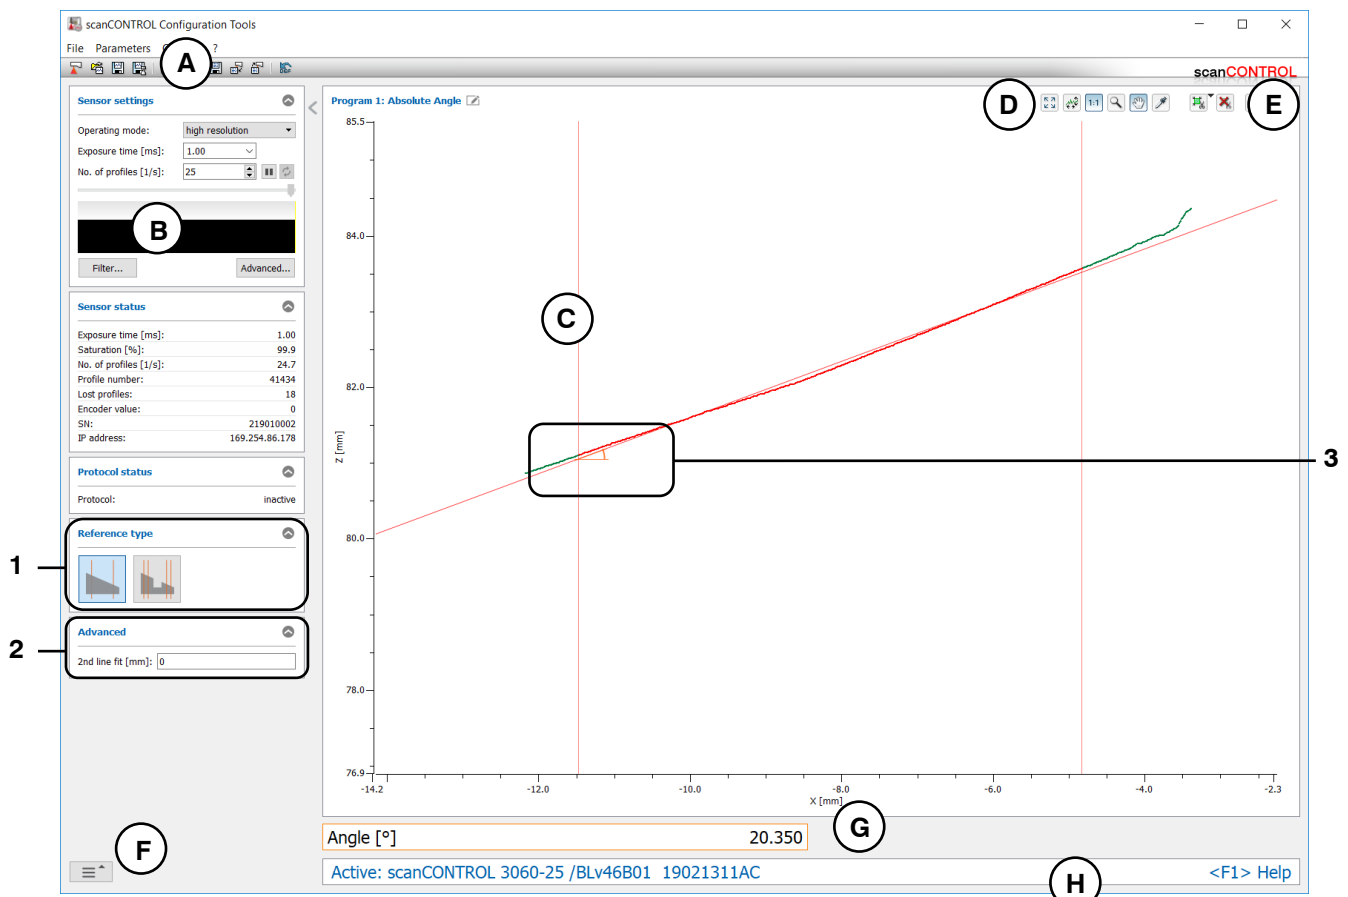 scanCONTROL Configuration Tools
File Parameters ?
A
scanCONTROL
Sensor settings
Operating mode: high resolution
Exposure time [ms]: 1.00
No. of profiles [1/s]: 25
B
Filter... Advanced...
Sensor status
Exposure time [ms]: 1.00
Saturation [%]: 99.9
No. of profiles [1/s]: 24.7
Profile number: 41434
Lost profiles: 18
Encoder value: 0
SN: 219010002
IP address: 169.254.86.178
Protocol status
Protocol: inactive
1
Reference type
2
Advanced
2nd line fit [mm]: 0
F
Program 1: Absolute Angle
D
1:1
E
85.5
84.0
82.0
80.0
78.0
76.9
Z [mm]
C
3
-14.2 -12.0 -10.0 -8.0 -6.0 -4.0 -2.3
X [mm]
Angle [°] 20.350
G
Active: scanCONTROL 3060-25 /BLv46B01 19021311AC
H
<F1> Help